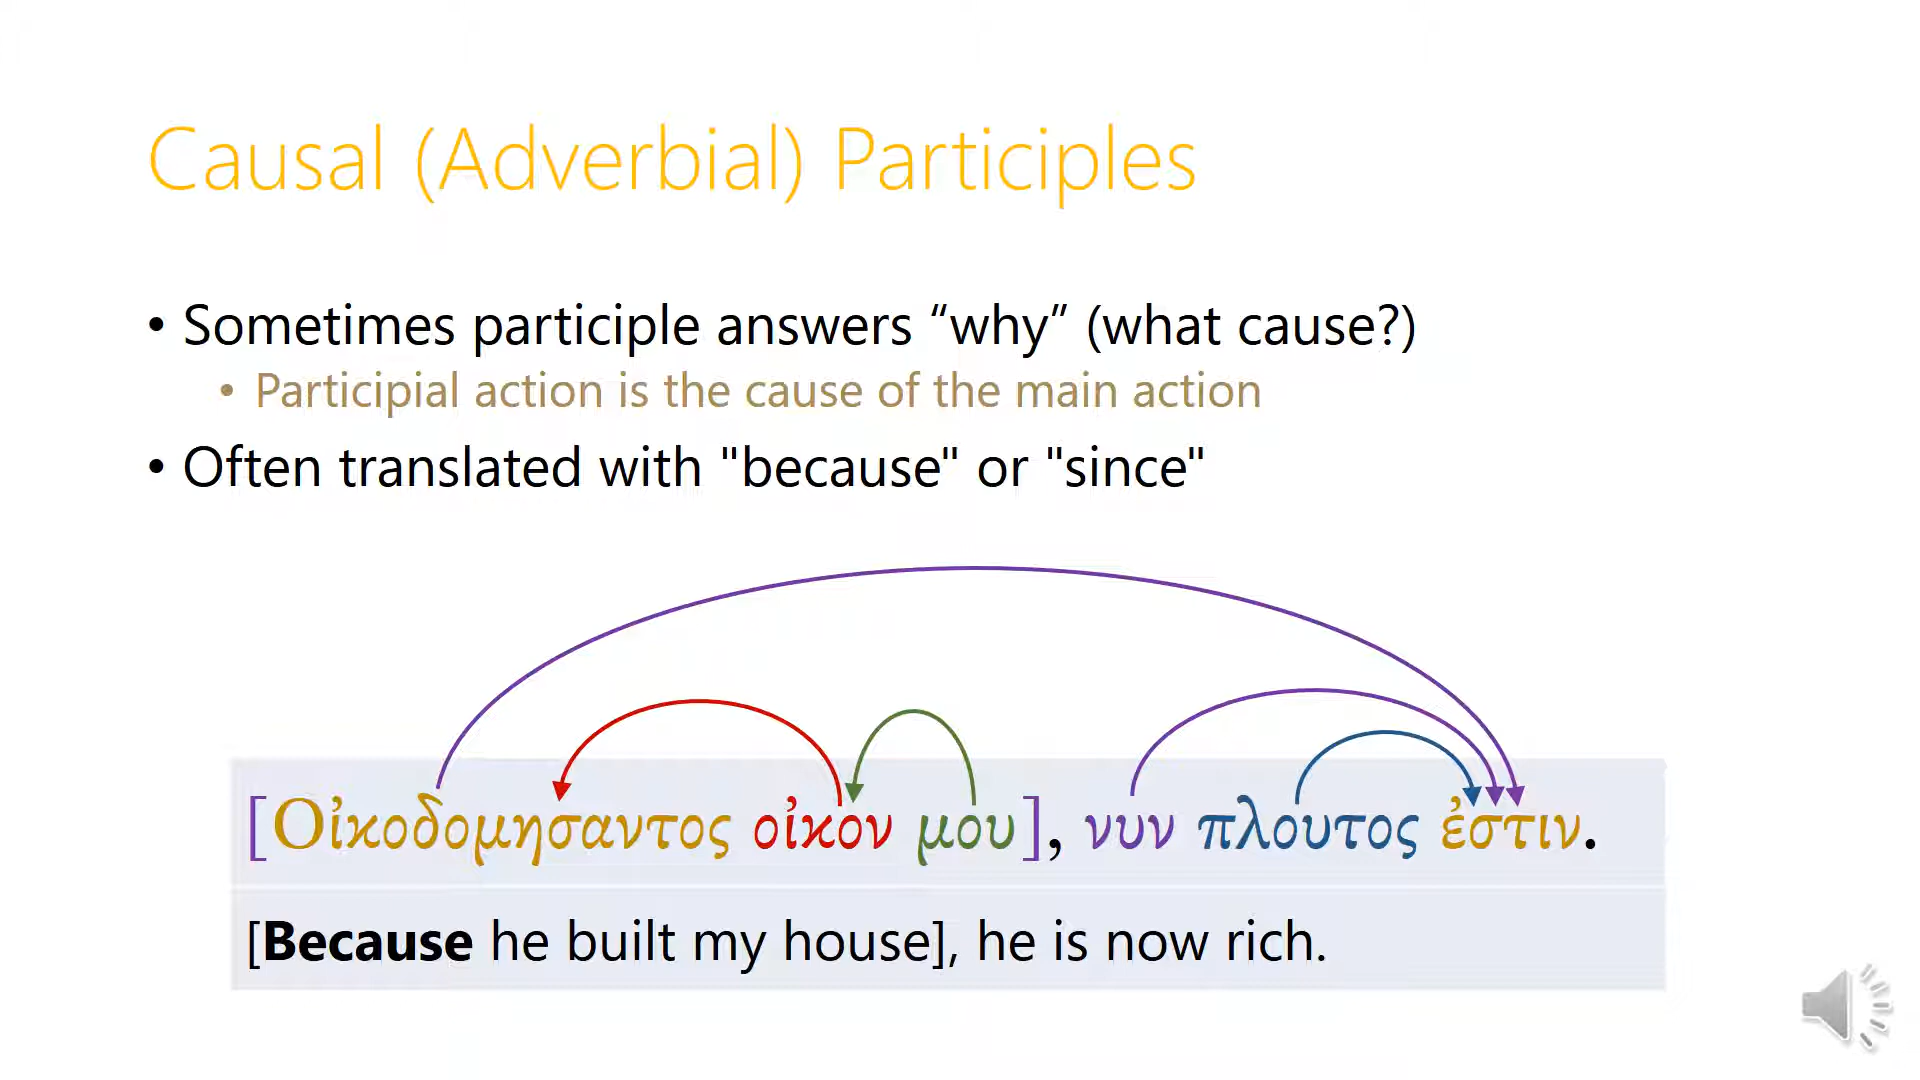 Causal (Adverbial) Participles
• Sometimes participle answers “why” (what cause?)
• Participial action is the cause of the main action
• Often translated with "because" or "since"
[Οἰκοδομησαντος οἰκον μου], νυν πλουτος ἐστιν.
[Because he built my house], he is now rich.